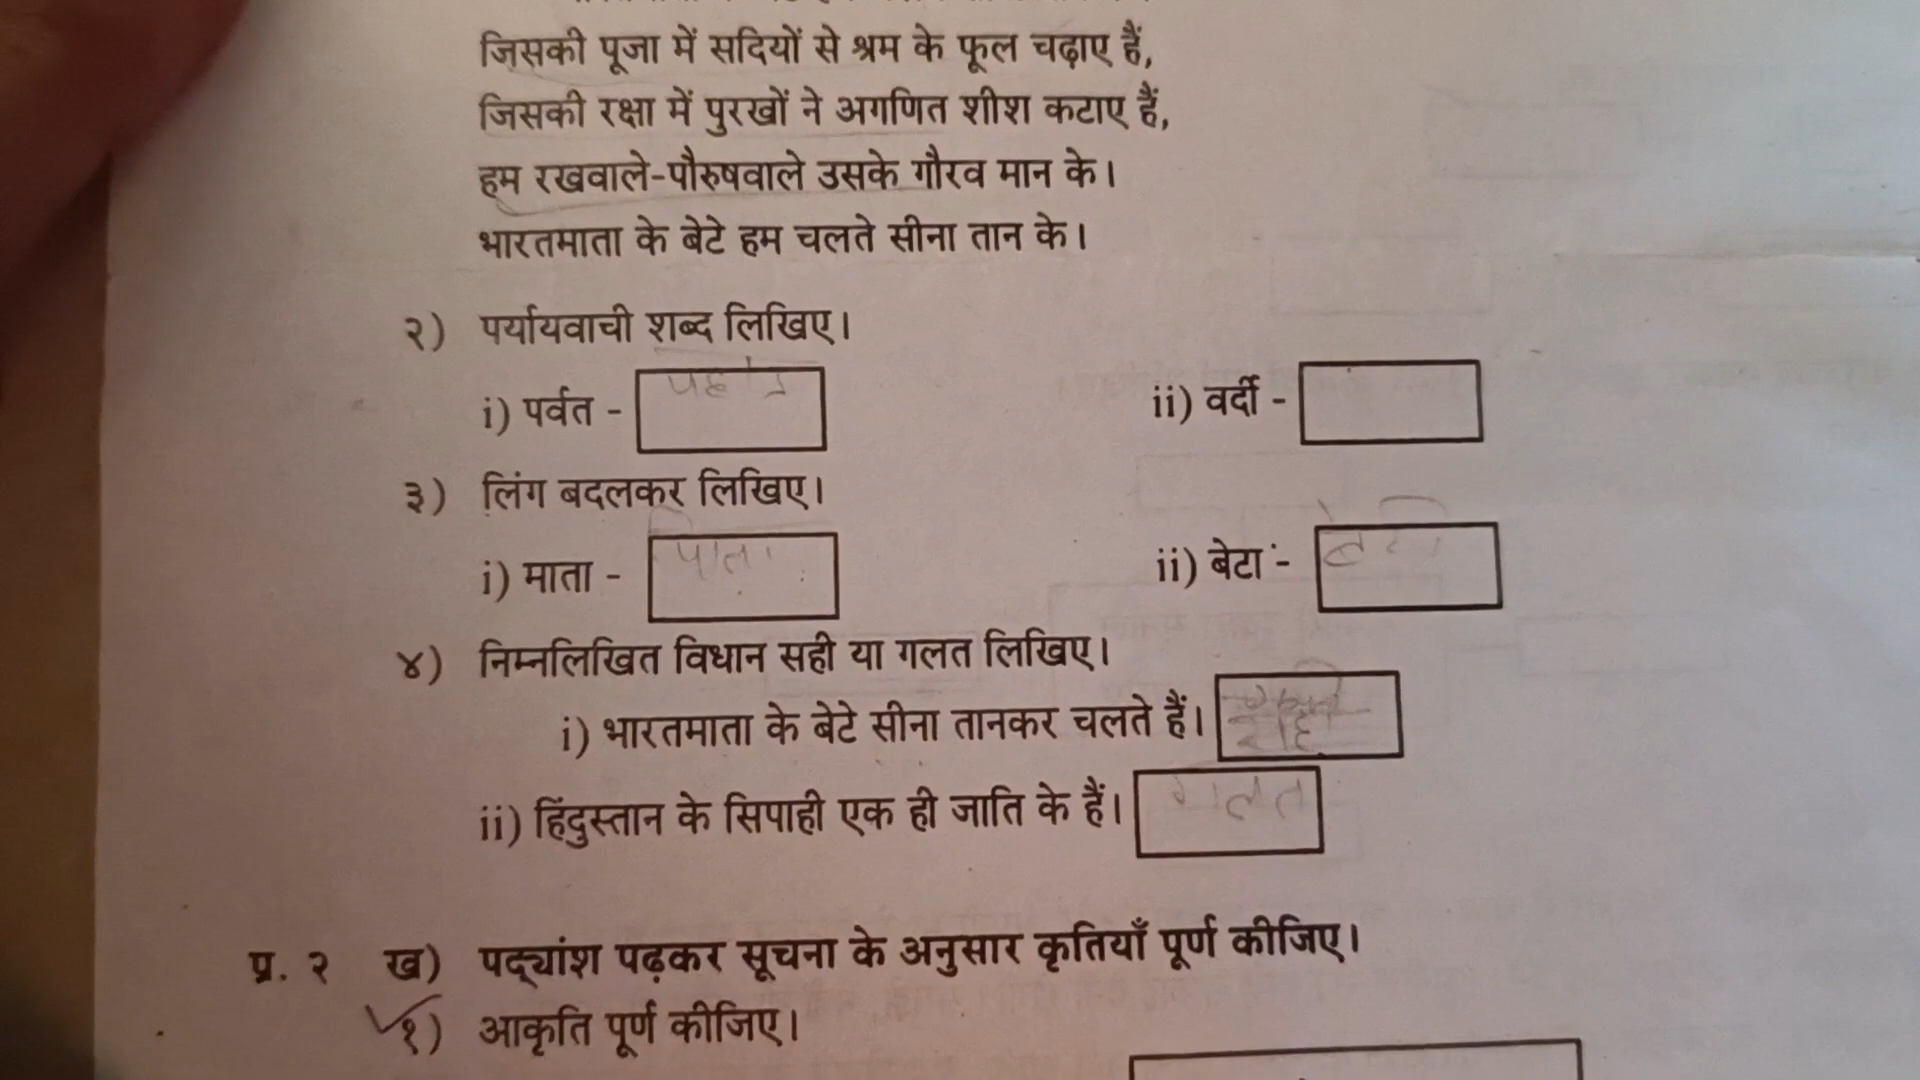 जिसकी पूजा में सदियों से श्रम के फूल चढ़ाए हैं,
जिसकी रक्षा में पुरखों ने अगणित शीश कटाए हैं,
हम रखवाले-पौरुषवाले उसके गौरव मान के।
भारतमाता के बेटे हम चलते सीना तान के।
२) पर्यायवाची शब्द लिखिए।
i) पर्वत - पहाड़ ii) वर्दी -
३) लिंग बदलकर लिखिए।
i) माता - पिता ii) बेटा - बेटी
४) निम्नलिखित विधान सही या गलत लिखिए।
i) भारतमाता के बेटे सीना तानकर चलते हैं।
ii) हिंदुस्तान के सिपाही एक ही जाति के हैं। गलत
प्र. २ ख) पद्यांश पढ़कर सूचना के अनुसार कृतियाँ पूर्ण कीजिए।
१) आकृति पूर्ण कीजिए।